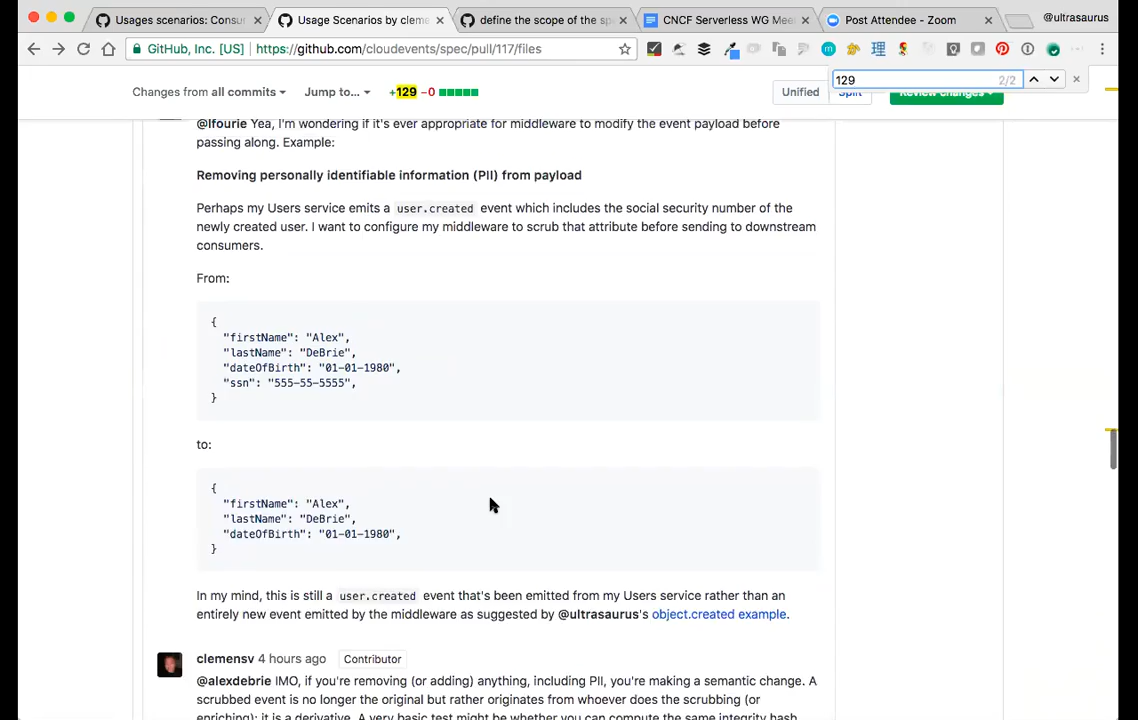 Usages scenarios: Consum
Usage Scenarios by cleme
define the scope of the sp
CNCF Serverless WG Mee
Post Attendee - Zoom
@ultrasaurus
GitHub, Inc. [US] https://github.com/cloudevents/spec/pull/117/files
129 2/2
Changes from all commits Jump to... +129 −0 Unified Split Review changes
@lfourie Yea, I'm wondering if it's ever appropriate for middleware to modify the event payload before
passing along. Example:
Removing personally identifiable information (PII) from payload
Perhaps my Users service emits a user.created event which includes the social security number of the
newly created user. I want to configure my middleware to scrub that attribute before sending to downstream
consumers.
From:
{
"firstName": "Alex",
"lastName": "DeBrie",
"dateOfBirth": "01-01-1980",
"ssn": "555-55-5555",
}
to:
{
"firstName": "Alex",
"lastName": "DeBrie",
"dateOfBirth": "01-01-1980",
}
In my mind, this is still a user.created event that's been emitted from my Users service rather than an
entirely new event emitted by the middleware as suggested by @ultrasaurus's object.created example.
clemensv 4 hours ago Contributor
@alexdebrie IMO, if you're removing (or adding) anything, including PII, you're making a semantic change. A
scrubbed event is no longer the original but rather originates from whoever does the scrubbing (or
enriching); it is a derivative. A very basic test might be whether you can compute the same integrity hash